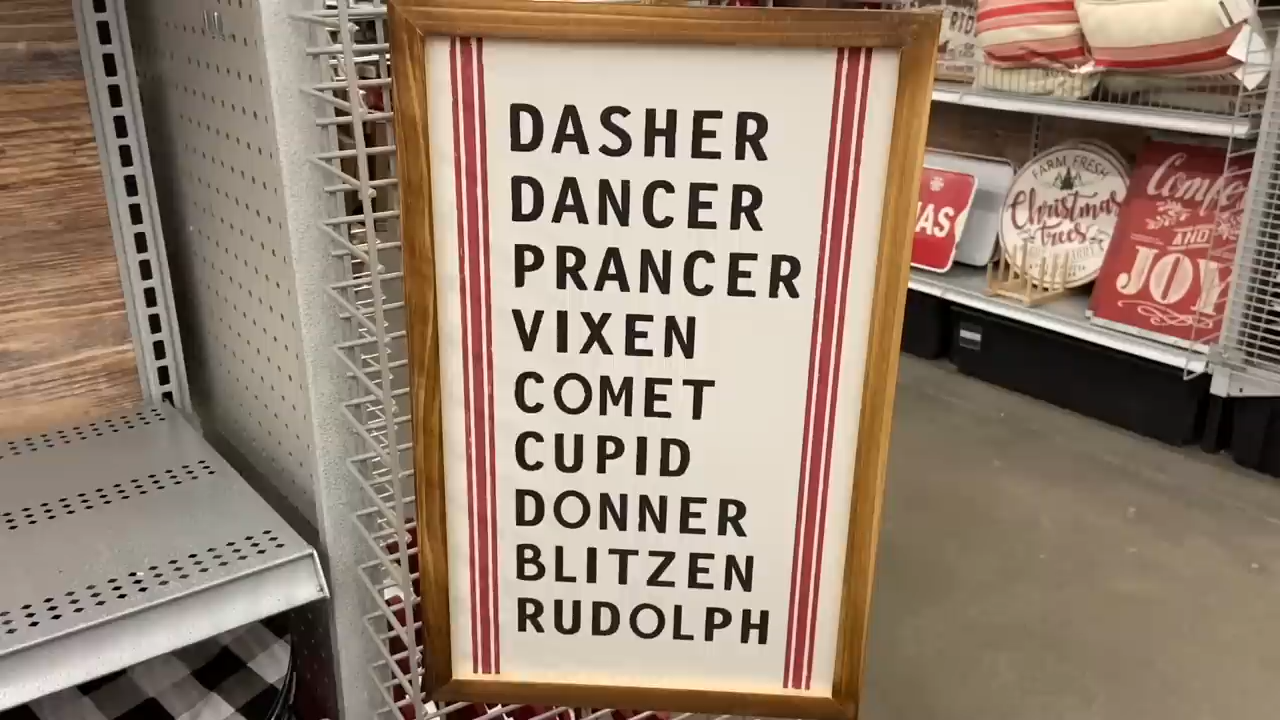 DASHER
DANCER
PRANCER
VIXEN
COMET
CUPID
DONNER
BLITZEN
RUDOLPH
FARM FRESH
Christmas
trees
AND
JOY